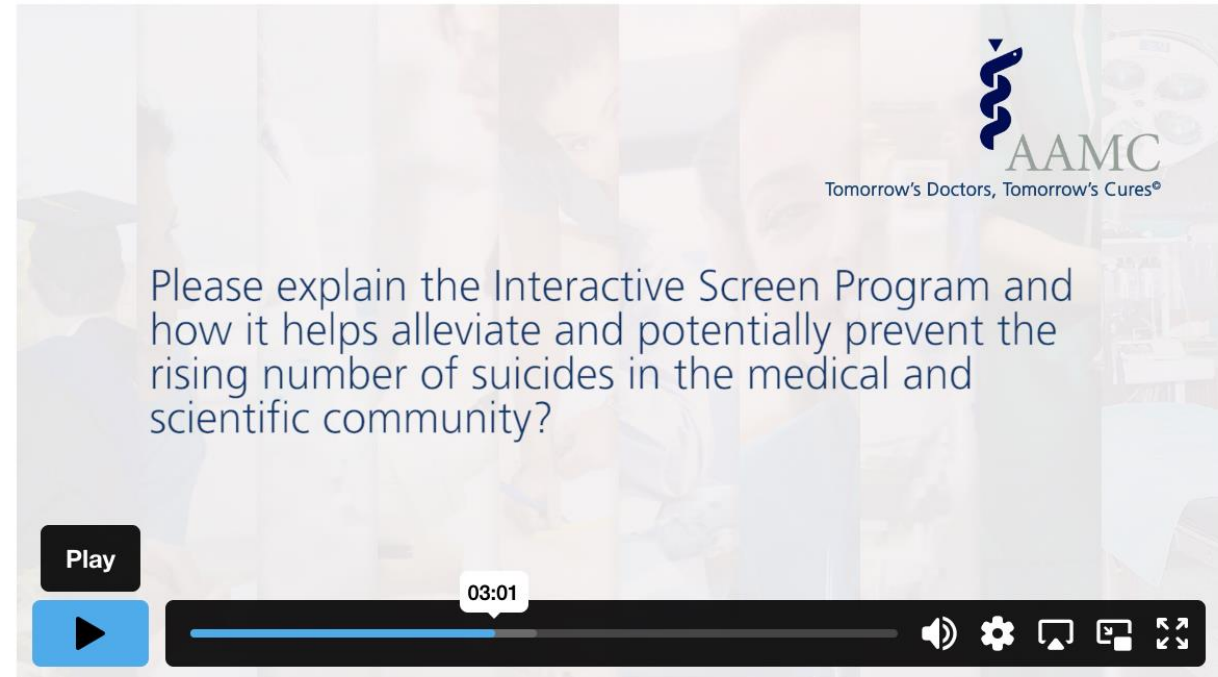 AAMC
Tomorrow's Doctors, Tomorrow's Cures®
Please explain the Interactive Screen Program and
how it helps alleviate and potentially prevent the
rising number of suicides in the medical and
scientific community?
Play
03:01